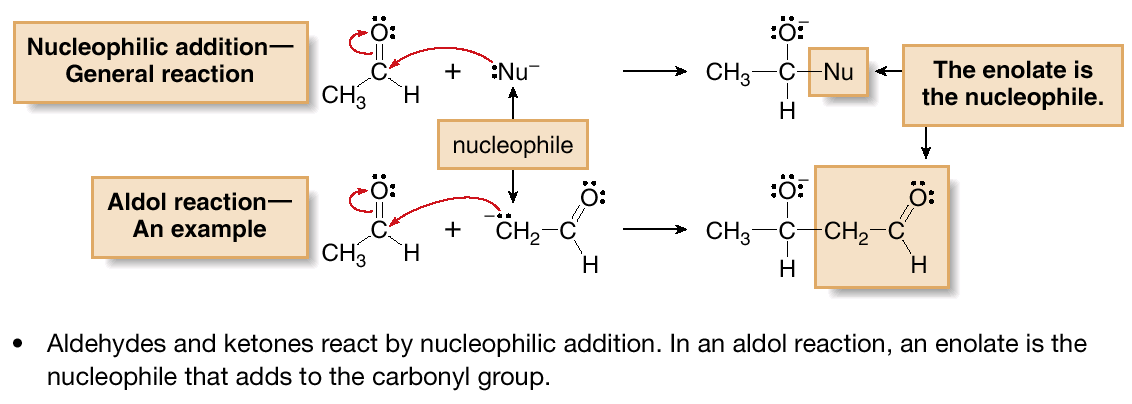 Nucleophilic addition—
General reaction
:O:
C
CH₃ H
+
:Nu⁻
:O:⁻
CH₃—C—Nu
H
The enolate is
the nucleophile.
nucleophile
Aldol reaction—
An example
:O:
C
CH₃ H
+
⁻:CH₂—C
O:
H
:O:⁻
CH₃—C—CH₂—C
O:
H
H
• Aldehydes and ketones react by nucleophilic addition. In an aldol reaction, an enolate is the
nucleophile that adds to the carbonyl group.